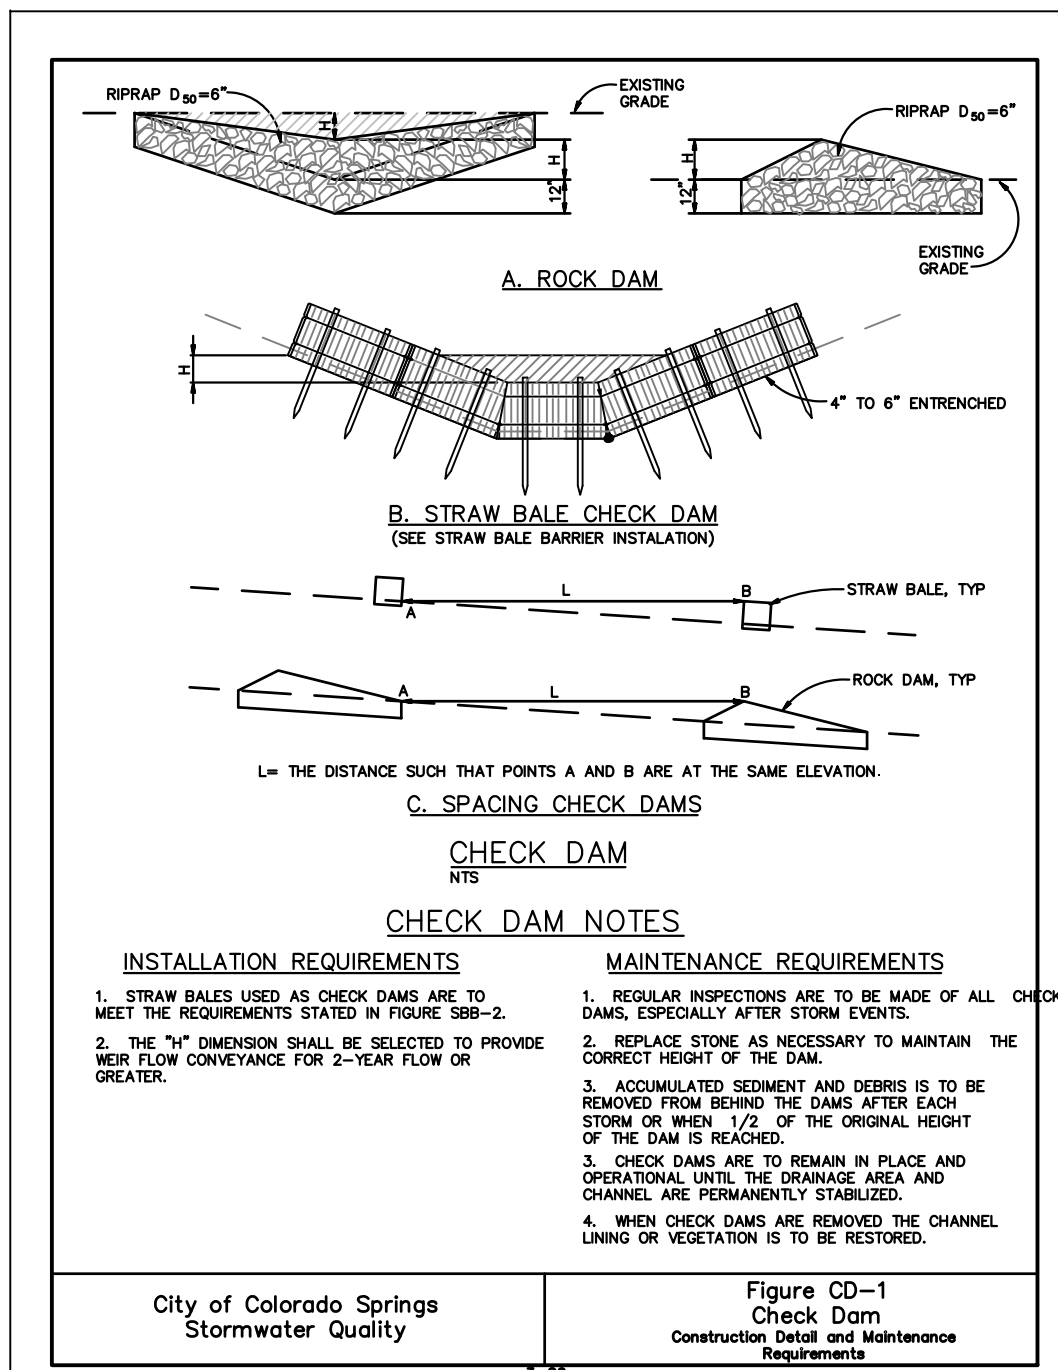 RIPRAP D50=6"
EXISTING
GRADE
H
H
12"
RIPRAP D50=6"
H
12"
EXISTING
GRADE
A. ROCK DAM
H
4" TO 6" ENTRENCHED
B. STRAW BALE CHECK DAM
(SEE STRAW BALE BARRIER INSTALATION)
L
A
B
STRAW BALE, TYP
A
L
B
ROCK DAM, TYP
L= THE DISTANCE SUCH THAT POINTS A AND B ARE AT THE SAME ELEVATION.
C. SPACING CHECK DAMS
CHECK DAM
NTS
CHECK DAM NOTES
INSTALLATION REQUIREMENTS
1. STRAW BALES USED AS CHECK DAMS ARE TO
MEET THE REQUIREMENTS STATED IN FIGURE SBB-2.
2. THE "H" DIMENSION SHALL BE SELECTED TO PROVIDE
WEIR FLOW CONVEYANCE FOR 2-YEAR FLOW OR
GREATER.
MAINTENANCE REQUIREMENTS
1. REGULAR INSPECTIONS ARE TO BE MADE OF ALL CHECK
DAMS, ESPECIALLY AFTER STORM EVENTS.
2. REPLACE STONE AS NECESSARY TO MAINTAIN THE
CORRECT HEIGHT OF THE DAM.
3. ACCUMULATED SEDIMENT AND DEBRIS IS TO BE
REMOVED FROM BEHIND THE DAMS AFTER EACH
STORM OR WHEN 1/2 OF THE ORIGINAL HEIGHT
OF THE DAM IS REACHED.
3. CHECK DAMS ARE TO REMAIN IN PLACE AND
OPERATIONAL UNTIL THE DRAINAGE AREA AND
CHANNEL ARE PERMANENTLY STABILIZED.
4. WHEN CHECK DAMS ARE REMOVED THE CHANNEL
LINING OR VEGETATION IS TO BE RESTORED.
City of Colorado Springs
Stormwater Quality
Figure CD-1
Check Dam
Construction Detail and Maintenance
Requirements